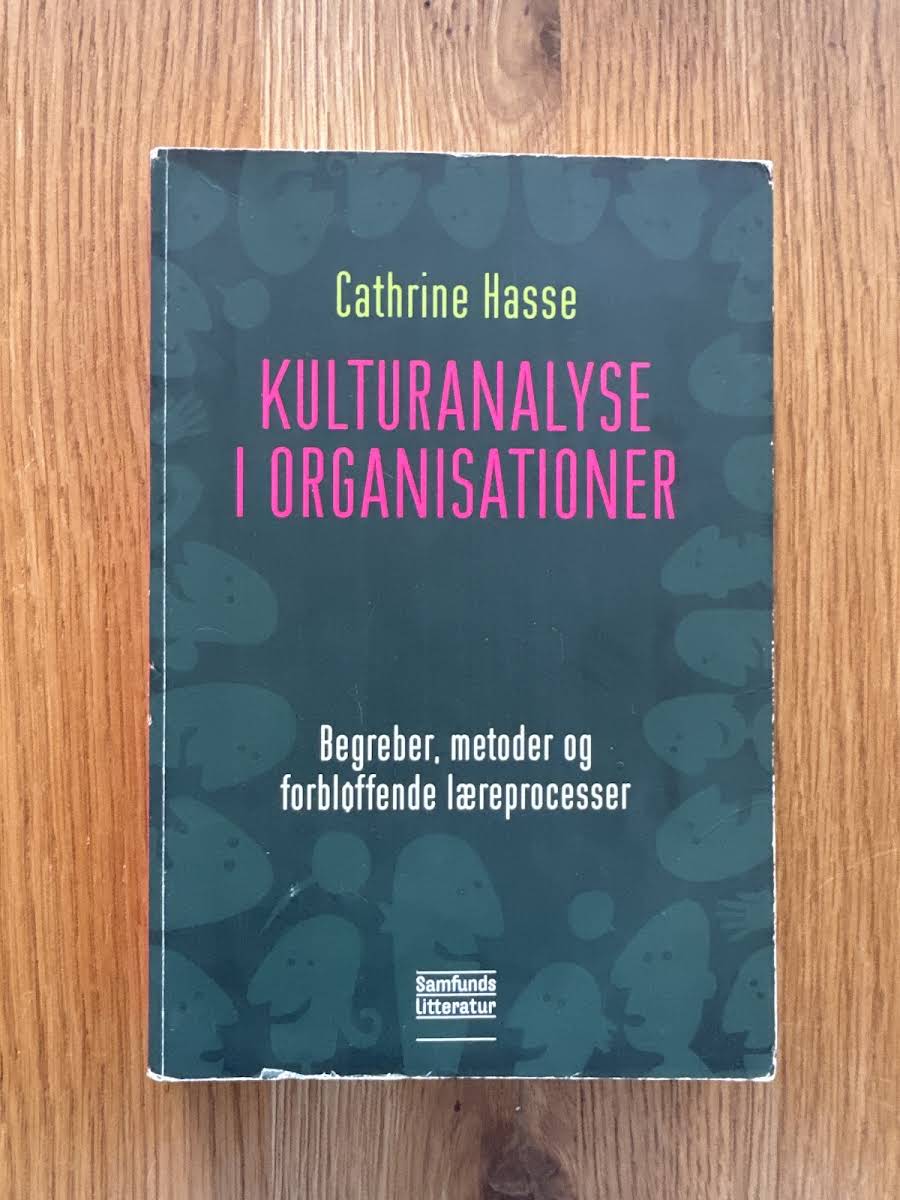 Cathrine Hasse
KULTURANALYSE
I ORGANISATIONER
Begreber, metoder og
forbløffende læreprocesser
Samfunds
litteratur